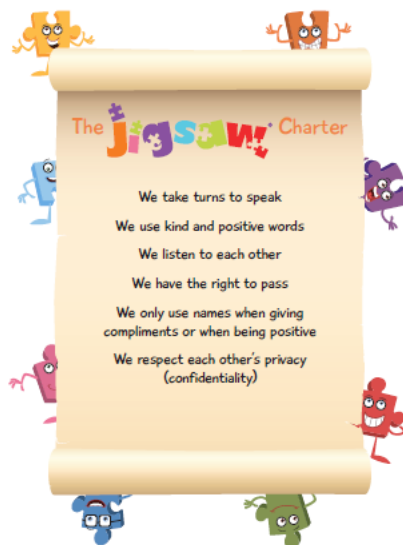 The Jigsaw Charter
We take turns to speak
We use kind and positive words
We listen to each other
We have the right to pass
We only use names when giving
compliments or when being positive
We respect each other's privacy
(confidentiality)